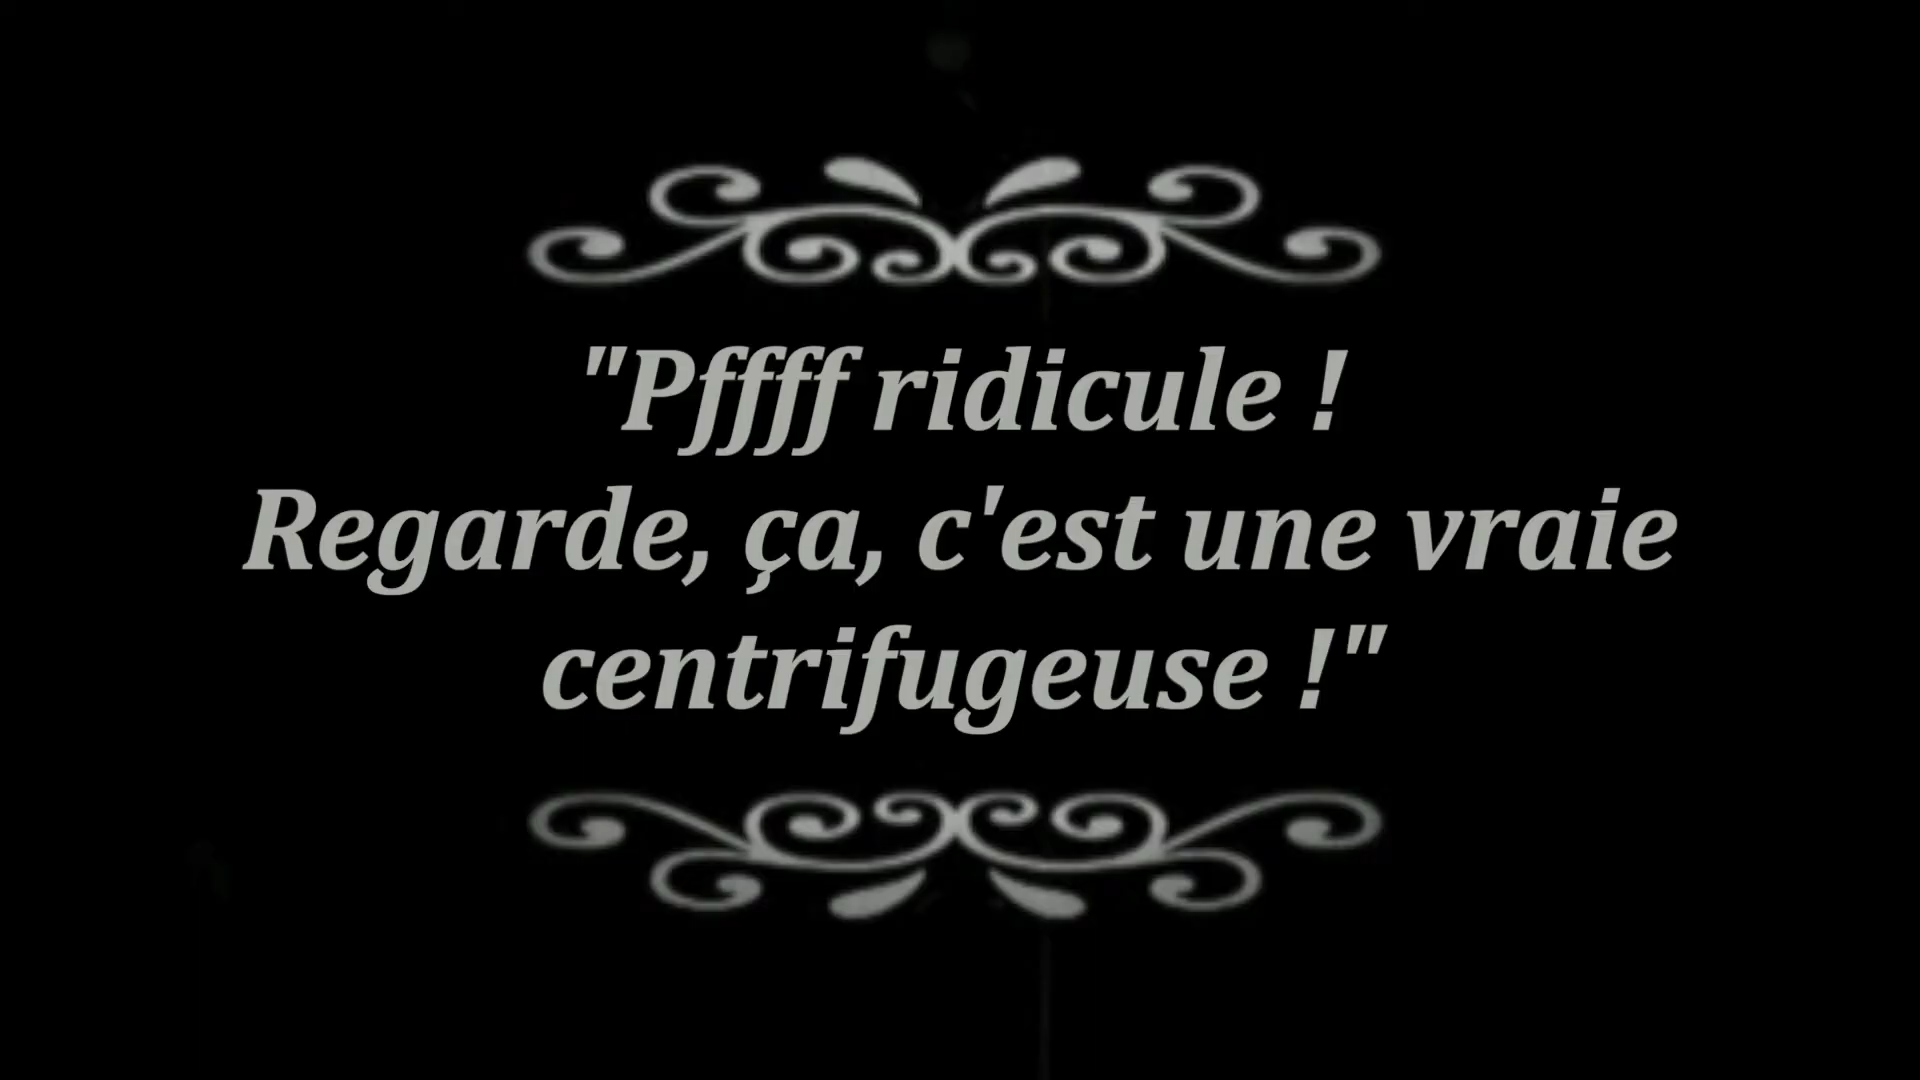 "Pffff ridicule !
Regarde, ça, c'est une vraie
centrifugeuse !"